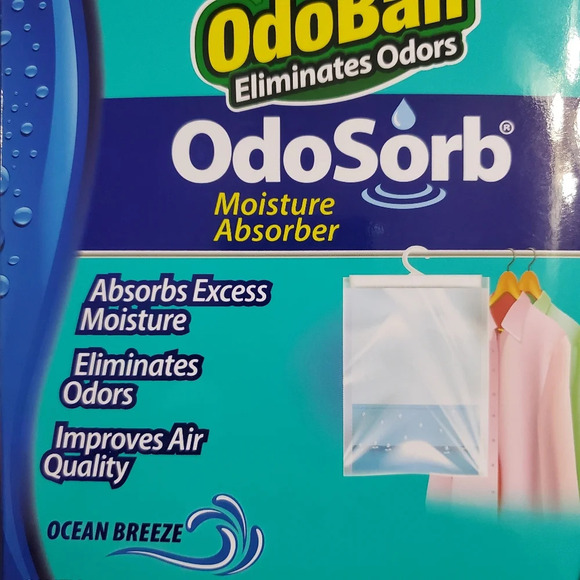 OdoBan
Eliminates Odors
OdoSorb®
Moisture
Absorber
Absorbs Excess
Moisture
Eliminates
Odors
Improves Air
Quality
OCEAN BREEZE